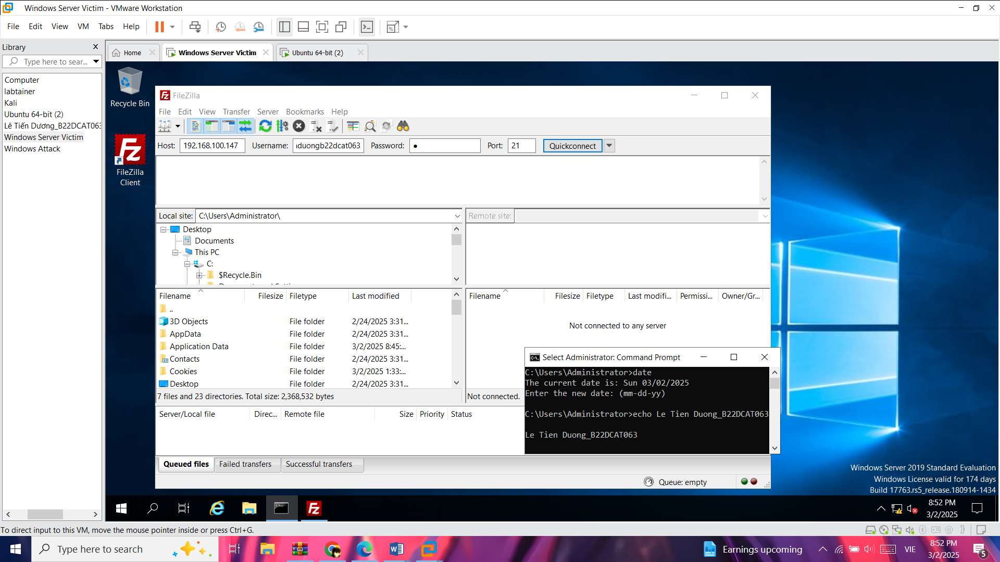 Windows Server Victim - VMware Workstation
File Edit View VM Tabs Help
Library
Type here to sear...
Computer
labtainer
Kali
Ubuntu 64-bit (2)
Lê Tiến Dương_B22DCAT063
Windows Server Victim
Windows Attack
Home
Windows Server Victim
Ubuntu 64-bit (2)
Recycle Bin
FileZilla
Client
FileZilla
File Edit View Transfer Server Bookmarks Help
Host: 192.168.100.147 Username: duongb22dcat063 Password: ● Port: 21 Quickconnect
Local site: C:\Users\Administrator\
Desktop
Documents
This PC
C:
$Recycle.Bin
Remote site:
Filename Filesize Filetype Last modified
..
3D Objects File folder 2/24/2025 3:31...
AppData File folder 2/24/2025 3:31...
Application Data File folder 3/2/2025 8:45:...
Contacts File folder 2/24/2025 3:31...
Cookies File folder 3/2/2025 1:33:...
Desktop File folder 2/24/2025 3:31...
7 files and 23 directories. Total size: 2,368,532 bytes
Filename Filesize Filetype Last modifi... Permissi... Owner/Gr...
Not connected to any server
Not connected.
Server/Local file Direc... Remote file Size Priority Status
Queued files Failed transfers Successful transfers
Queue: empty
Select Administrator: Command Prompt
C:\Users\Administrator>date
The current date is: Sun 03/02/2025
Enter the new date: (mm-dd-yy)
C:\Users\Administrator>echo Le Tien Duong_B22DCAT063
Le Tien Duong_B22DCAT063
Windows Server 2019 Standard Evaluation
Windows License valid for 174 days
Build 17763.rs5_release.180914-1434
8:52 PM
3/2/2025
To direct input to this VM, move the mouse pointer inside or press Ctrl+G.
Type here to search
Earnings upcoming
VIE
8:52 PM
3/2/2025
5